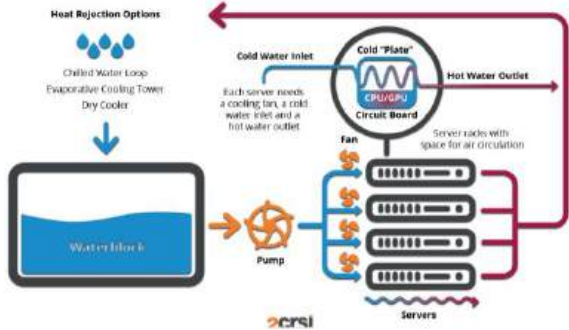 Heat Rejection Options
Chilled Water Loop
Evaporative Cooling Tower
Dry Cooler
Cold Water Inlet
Each server needs
a cooling fan, a cold
water inlet and a
hot water outlet
Cold "Plate"
CPU/GPU
Circuit Board
Hot Water Outlet
Fan
Server racks with
space for air circulation
Waterblock
Pump
Servers
2crsi